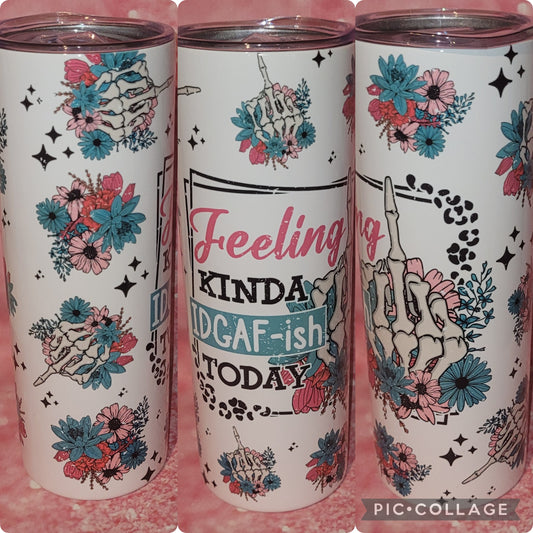 Feeling
KINDA
IDGAF-ish
TODAY
PIC•COLLAGE